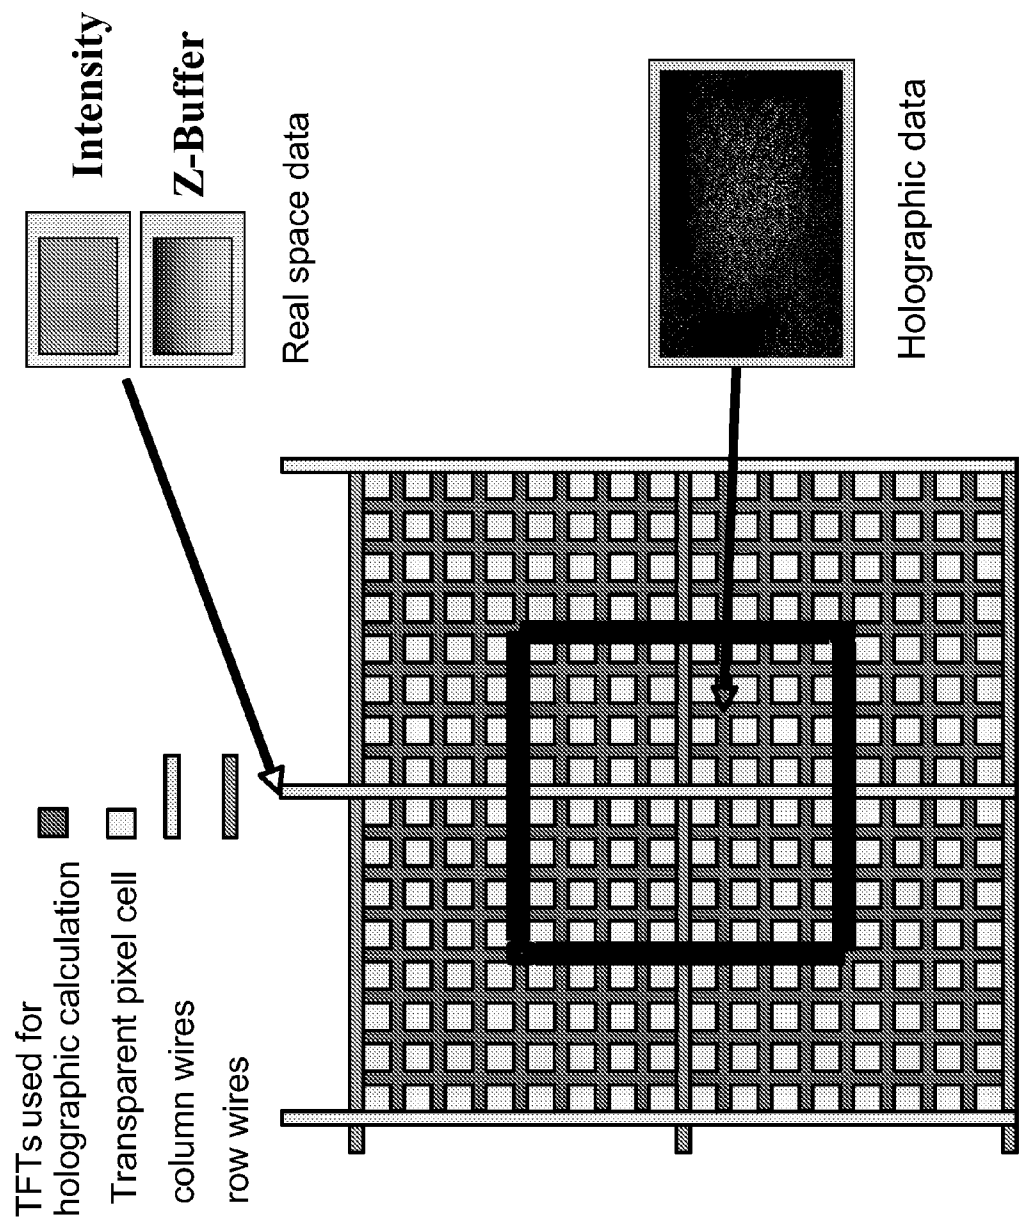 TFTs used for
holographic calculation
Transparent pixel cell
column wires
row wires
Intensity
Z-Buffer
Real space data
Holographic data